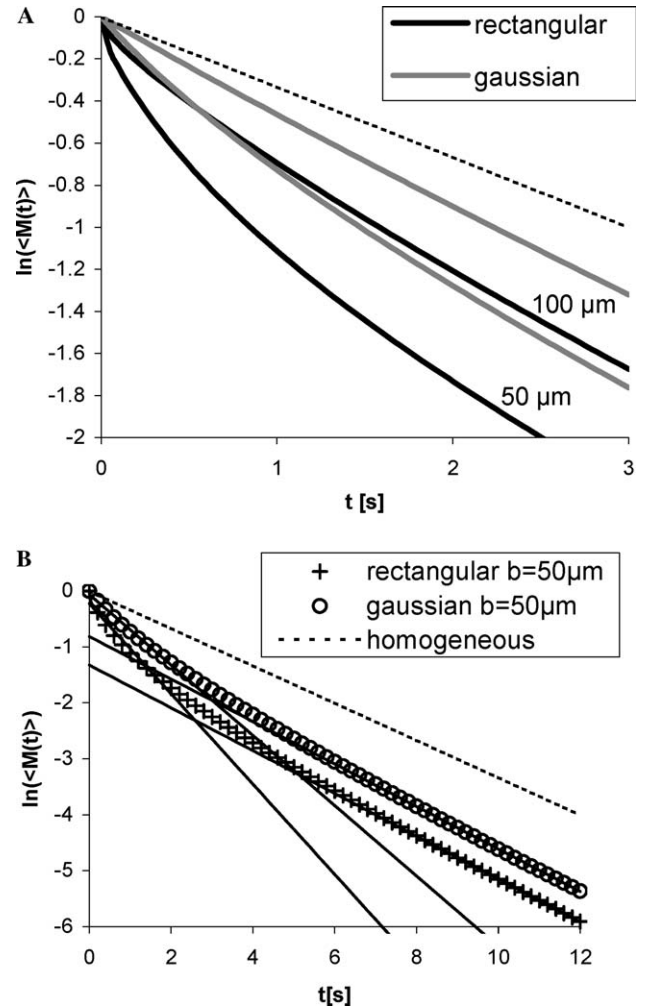 A
rectangular
gaussian
0
-0.2
-0.4
-0.6
-0.8
-1
-1.2
-1.4
-1.6
-1.8
-2
ln(<M(t)>)
100 µm
50 µm
0
1
2
3
t [s]
B
rectangular b=50µm
gaussian b=50µm
homogeneous
0
-1
-2
-3
-4
-5
-6
ln(<M(t)>)
0
2
4
6
8
10
12
t[s]